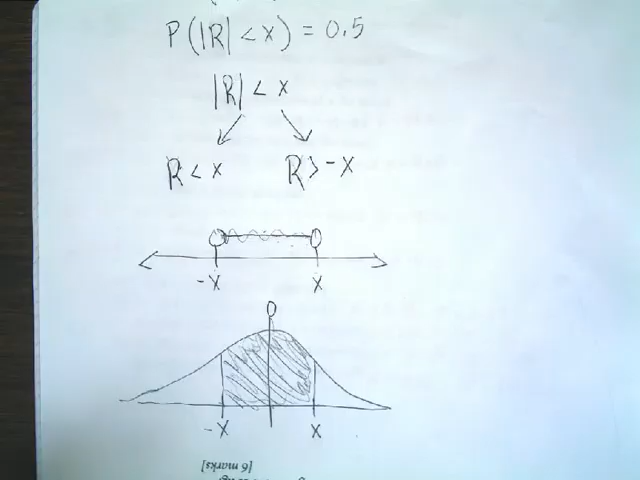 P(|R| < x) = 0.5
|R| < x
R < x R > -x
-x x
0
-x x
[6 marks]